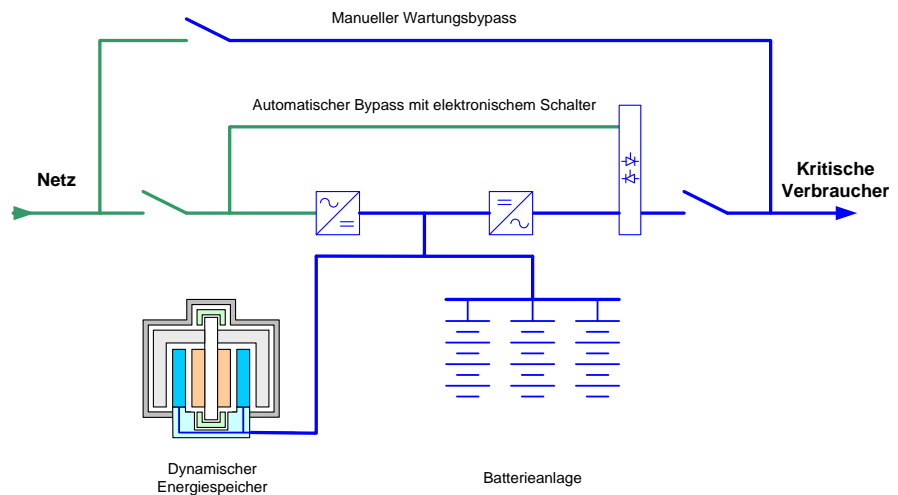 Manueller Wartungsbypass
Automatischer Bypass mit elektronischem Schalter
Netz
Kritische
Verbraucher
Dynamischer
Energiespeicher
Batterieanlage